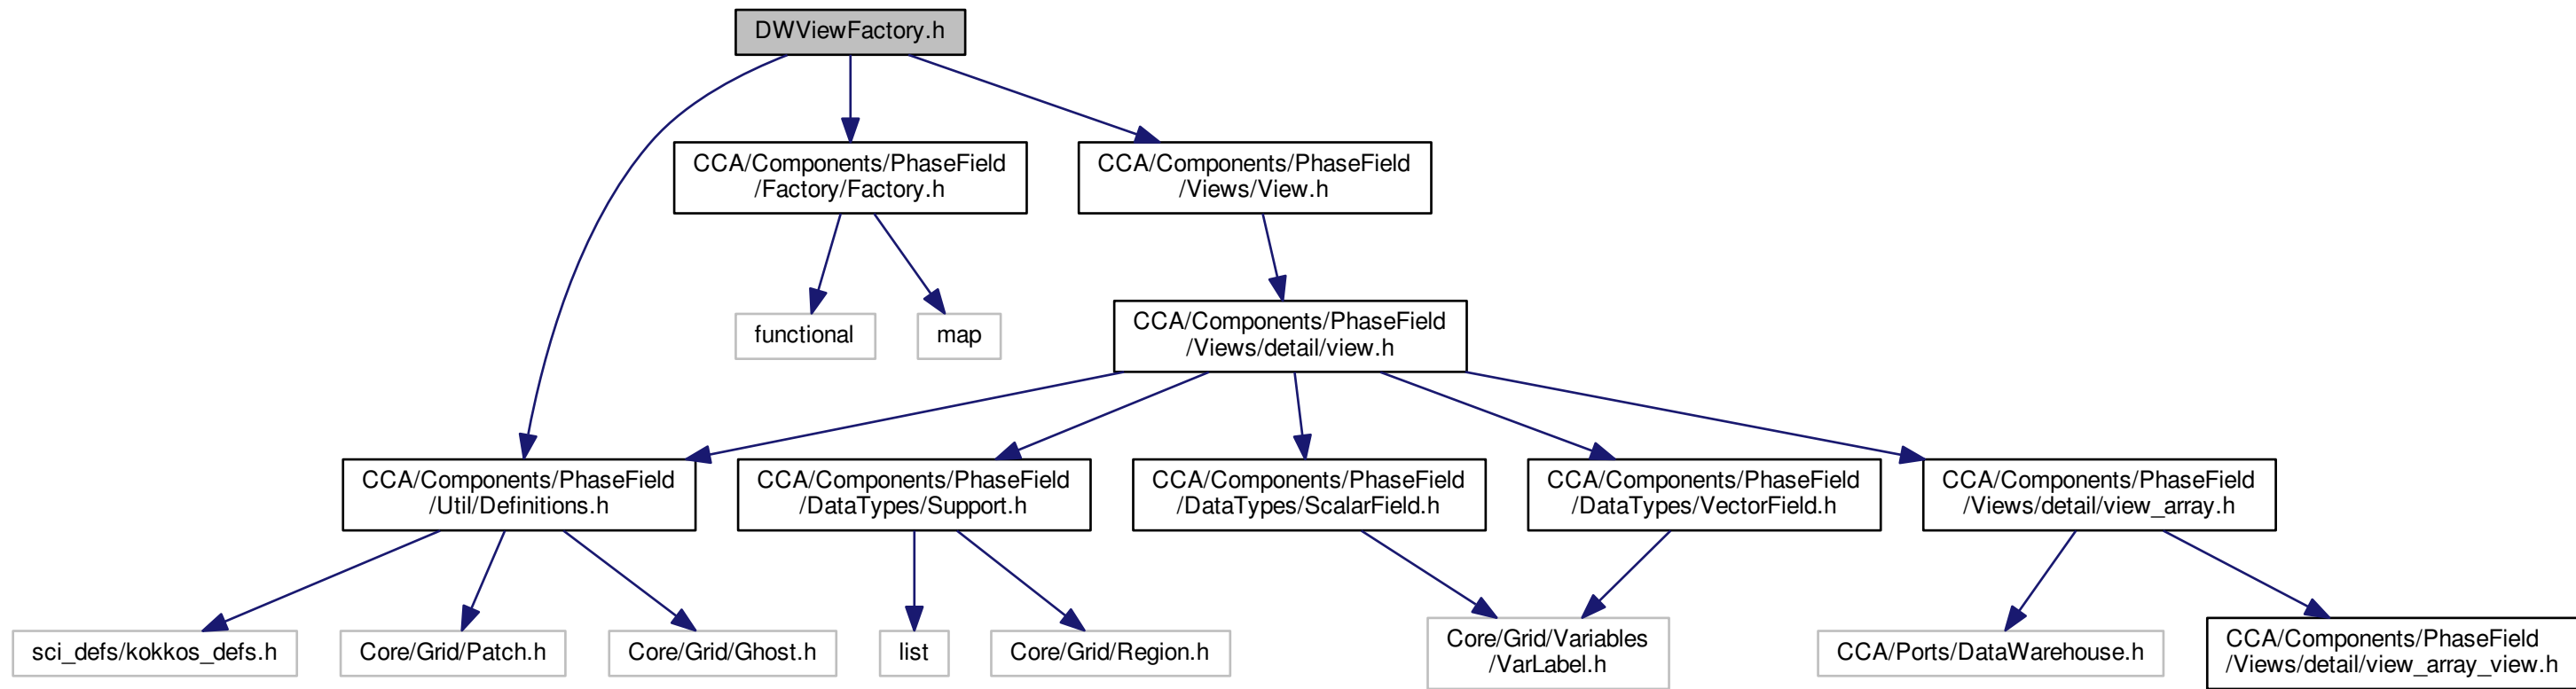 DWViewFactory.h
CCA/Components/PhaseField
/Factory/Factory.h
CCA/Components/PhaseField
/Views/View.h
functional
map
CCA/Components/PhaseField
/Views/detail/view.h
CCA/Components/PhaseField
/Util/Definitions.h
CCA/Components/PhaseField
/DataTypes/Support.h
CCA/Components/PhaseField
/DataTypes/ScalarField.h
CCA/Components/PhaseField
/DataTypes/VectorField.h
CCA/Components/PhaseField
/Views/detail/view_array.h
sci_defs/kokkos_defs.h
Core/Grid/Patch.h
Core/Grid/Ghost.h
list
Core/Grid/Region.h
Core/Grid/Variables
/VarLabel.h
CCA/Ports/DataWarehouse.h
CCA/Components/PhaseField
/Views/detail/view_array_view.h